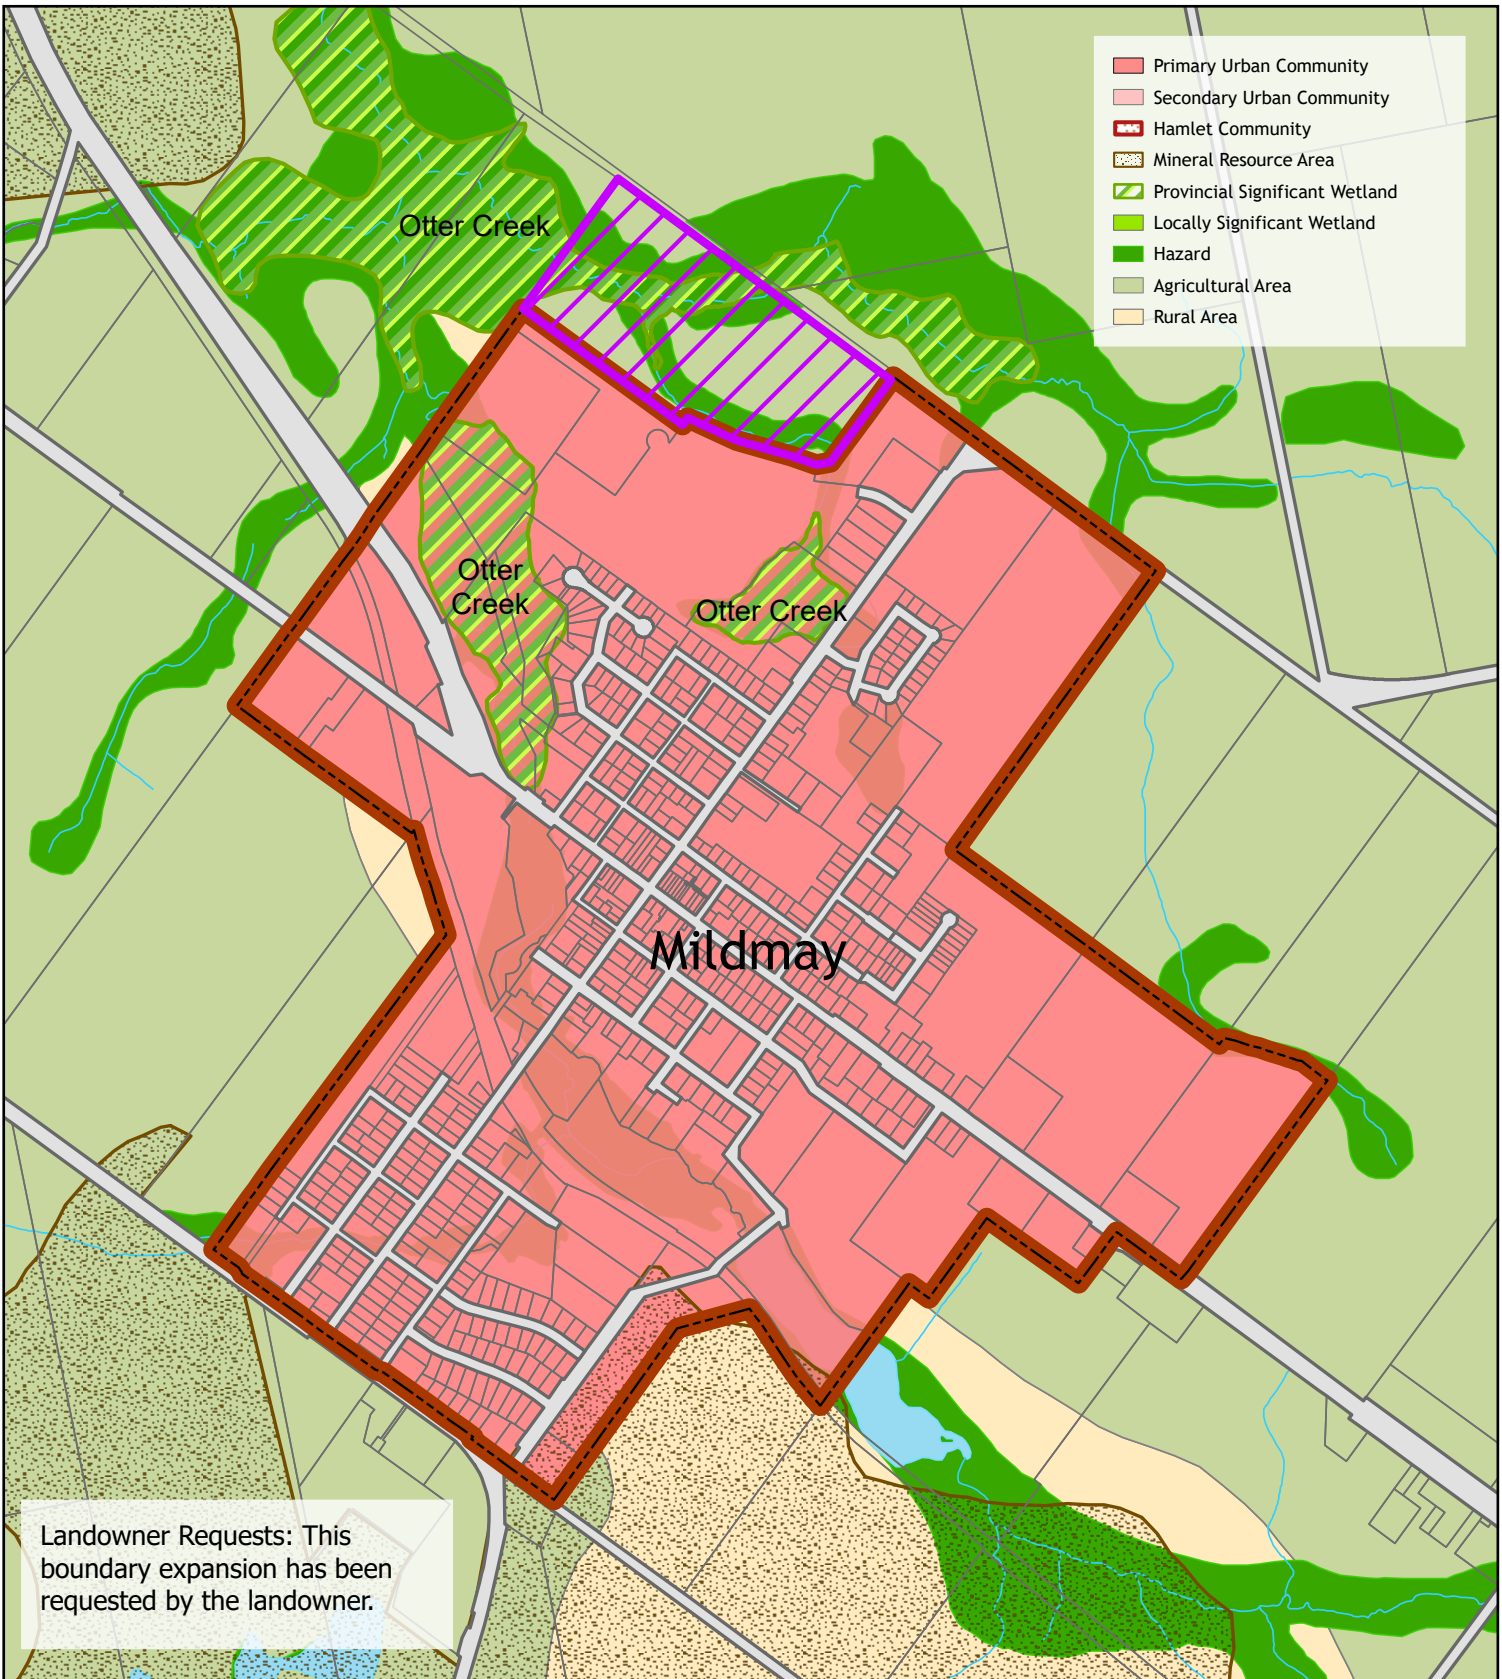 Primary Urban Community
Secondary Urban Community
Hamlet Community
Mineral Resource Area
Provincial Significant Wetland
Locally Significant Wetland
Hazard
Agricultural Area
Rural Area
Otter Creek
Otter
Creek
Otter Creek
Mildmay
Landowner Requests: This
boundary expansion has been
requested by the landowner.